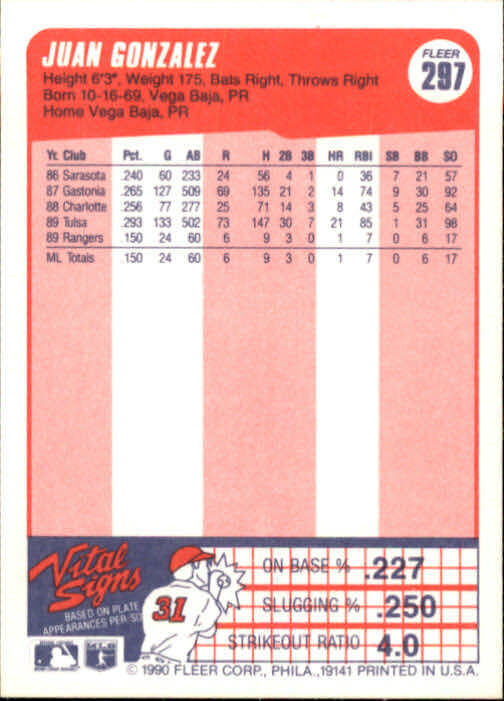 JUAN GONZALEZ
FLEER
297
Height 6'3", Weight 175, Bats Right, Throws Right
Born 10-16-69, Vega Baja, PR
Home Vega Baja, PR
Yr. Club Pct. G AB R H 2B 3B HR RBI SB BB SO
86 Sarasota .240 60 233 24 56 4 1 0 36 7 21 57
87 Gastonia .265 127 509 69 135 21 2 14 74 9 30 92
88 Charlotte .256 77 277 25 71 14 3 8 43 5 25 64
89 Tulsa .293 133 502 73 147 30 7 21 85 1 31 98
89 Rangers .150 24 60 6 9 3 0 1 7 0 6 17
ML Totals .150 24 60 6 9 3 0 1 7 0 6 17
Vital
Signs
BASED ON PLATE
APPEARANCES PER SO
31
ON BASE % .227
SLUGGING % .250
STRIKEOUT RATIO 4.0
© 1990 FLEER CORP., PHILA., 19141 PRINTED IN U.S.A.